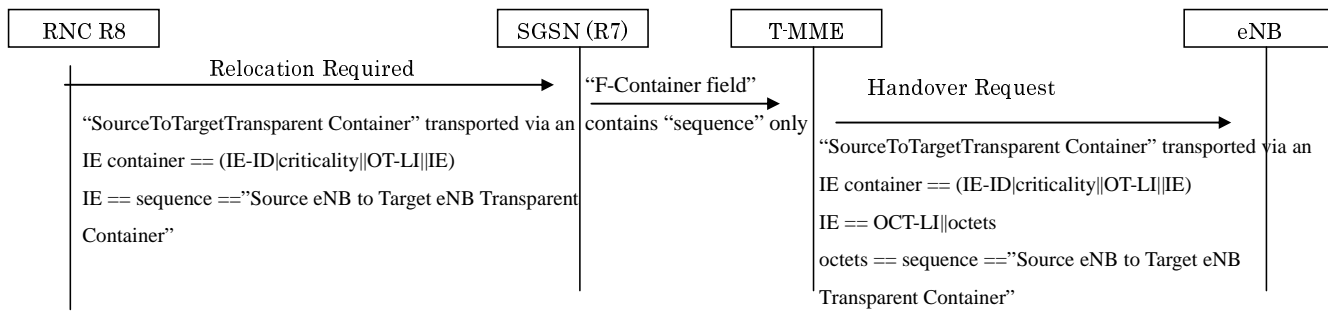 RNC R8
SGSN (R7)
T-MME
eNB
Relocation Required
“F-Container field”
contains “sequence” only
Handover Request
“SourceToTargetTransparent Container” transported via an
IE container == (IE-ID|criticality||OT-LI||IE)
IE == sequence ==”Source eNB to Target eNB Transparent
Container”
“SourceToTargetTransparent Container” transported via an
IE container == (IE-ID|criticality||OT-LI||IE)
IE == OCT-LI||octets
octets == sequence ==”Source eNB to Target eNB
Transparent Container”